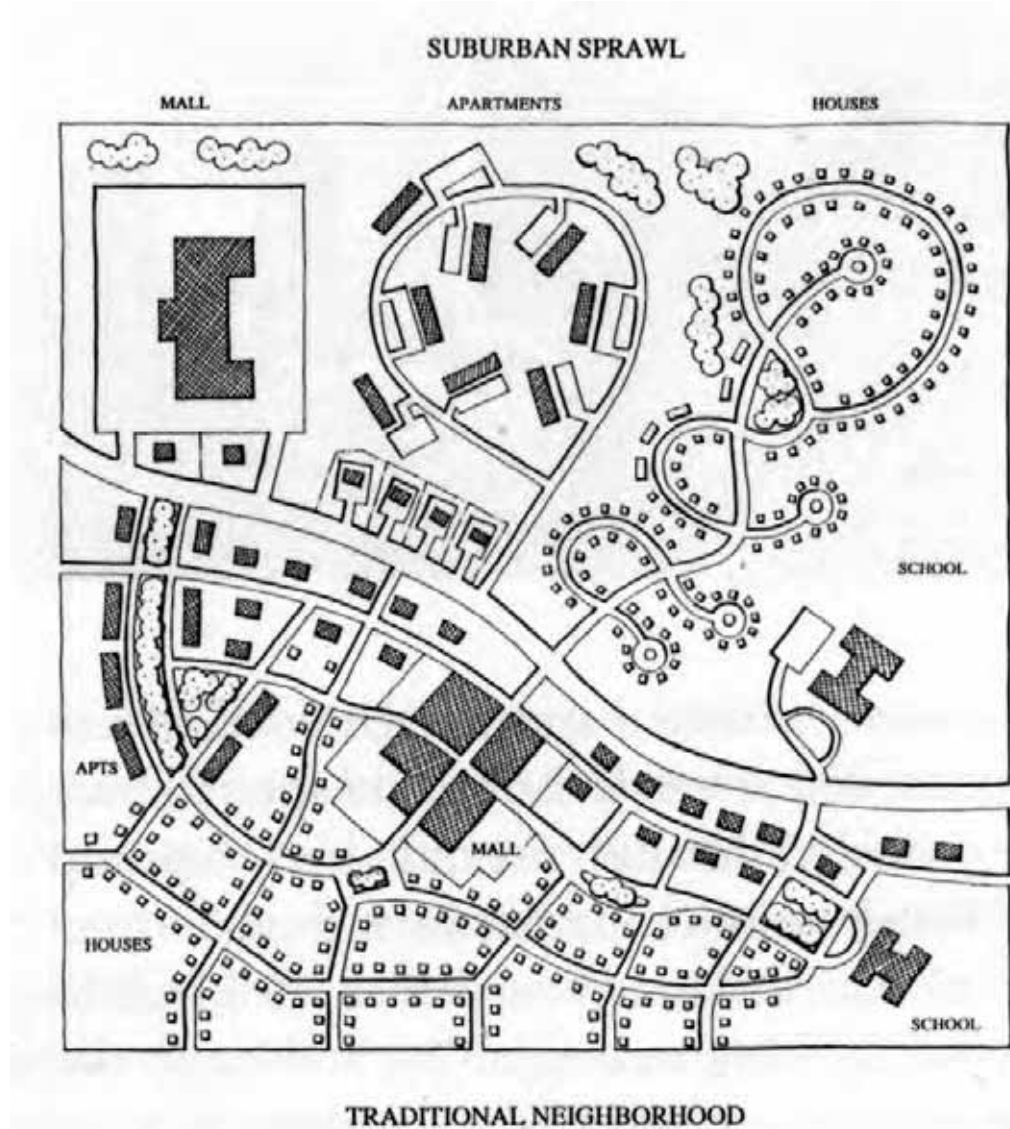 SUBURBAN SPRAWL
MALL APARTMENTS HOUSES
SCHOOL
APTS
MALL
HOUSES
SCHOOL
TRADITIONAL NEIGHBORHOOD